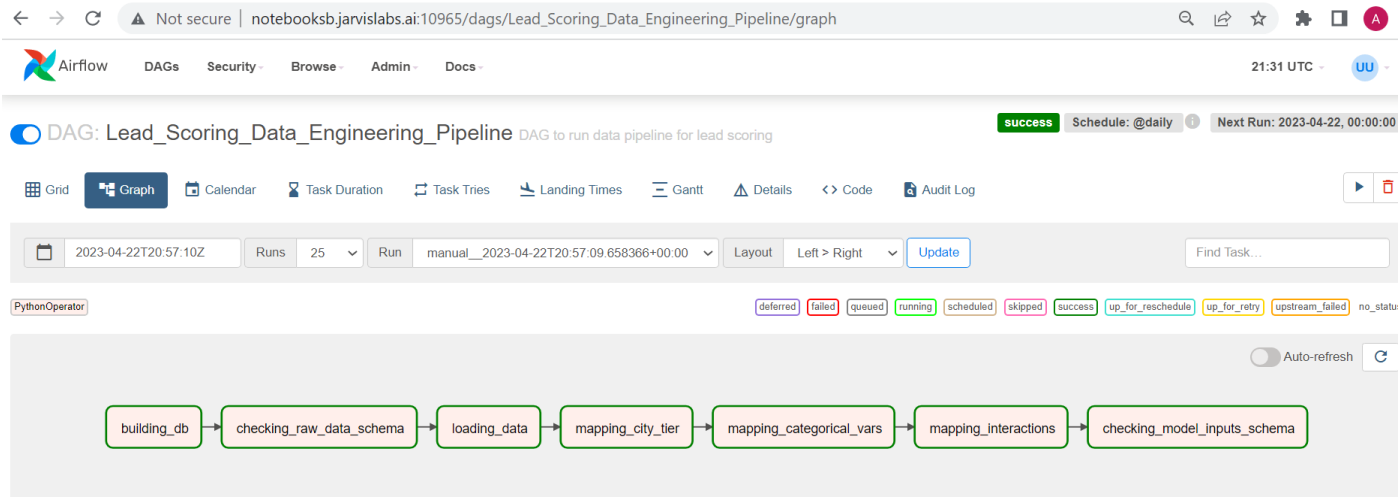 Not secure | notebooksb.jarvislabs.ai:10965/dags/Lead_Scoring_Data_Engineering_Pipeline/graph A
Airflow DAGs Security Browse Admin Docs 21:31 UTC UU
DAG: Lead_Scoring_Data_Engineering_Pipeline DAG to run data pipeline for lead scoring success Schedule: @daily i Next Run: 2023-04-22, 00:00:00
Grid Graph Calendar Task Duration Task Tries Landing Times Gantt Details <> Code Audit Log
2023-04-22T20:57:10Z Runs 25 Run manual__2023-04-22T20:57:09.658366+00:00 Layout Left > Right Update Find Task...
PythonOperator deferred failed queued running scheduled skipped success up_for_reschedule up_for_retry upstream_failed no_status
Auto-refresh
building_db checking_raw_data_schema loading_data mapping_city_tier mapping_categorical_vars mapping_interactions checking_model_inputs_schema